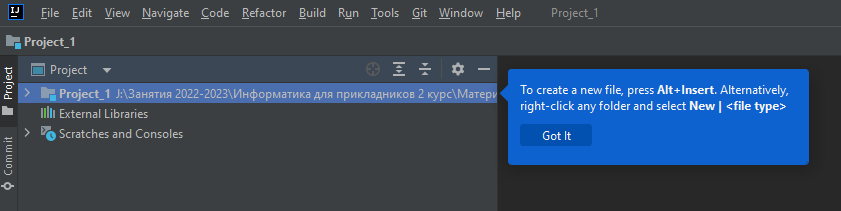 IJ File Edit View Navigate Code Refactor Build Run Tools Git Window Help Project_1
Project_1
Project
Project
Project_1 J:\Занятия 2022-2023\Информатика для прикладников 2 курс\Матери
External Libraries
Scratches and Consoles
Commit
To create a new file, press Alt+Insert. Alternatively,
right-click any folder and select New | <file type>
Got It